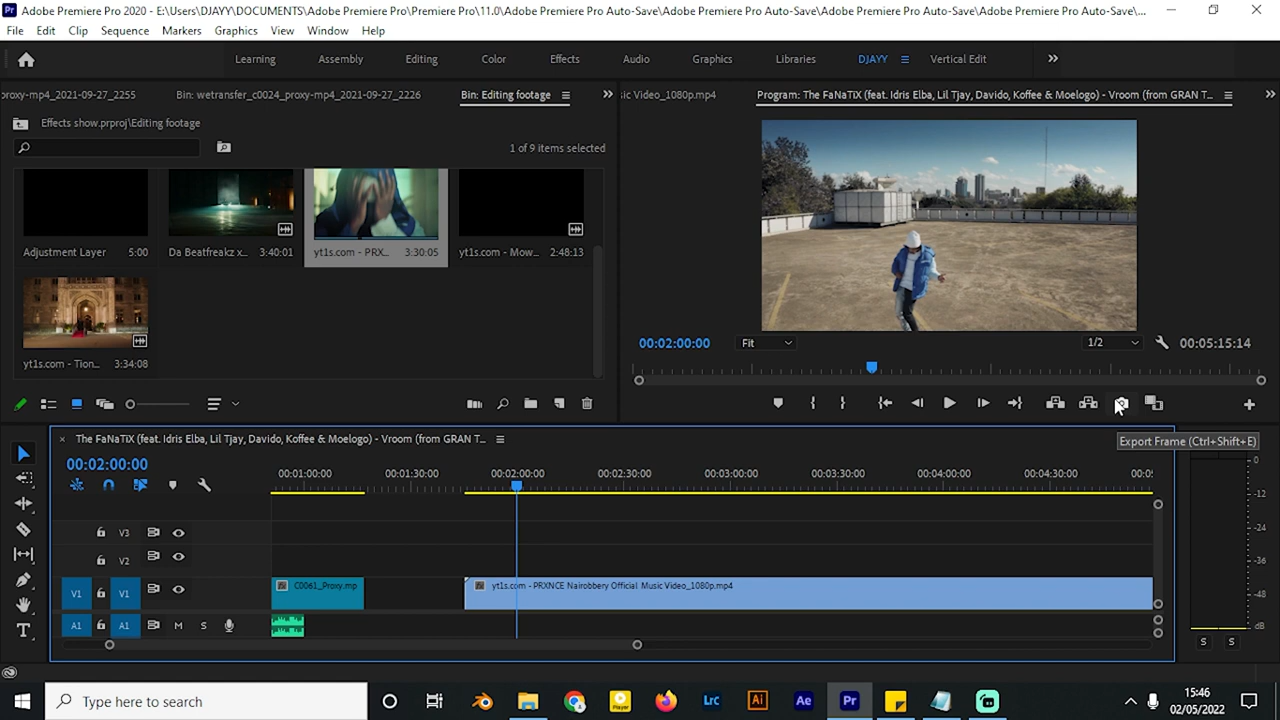 Adobe Premiere Pro 2020 - E:\Users\DJAYY\DOCUMENTS\Premiere Pro\Premiere Pro\11.0\Adobe Premiere Pro Auto-Save\Adobe Premiere Pro Auto-Save\Adobe Premiere Pro Auto-Save\Adobe Premiere Pro Auto-Save\...
File Edit Clip Sequence Markers Graphics View Window Help
Learning Assembly Editing Color Effects Audio Graphics Libraries DJAYY Vertical Edit
proxy-mp4_2021-09-27_2255 Bin: wetransfer_c0024_proxy-mp4_2021-09-27_2226 Bin: Editing footage
ic Video_1080p.mp4 Program: The FaNaTiX (feat. Idris Elba, Lil Tjay, Davido, Koffee & Moelogo) - Vroom (from GRAN T...
Effects show.prproj\Editing footage
1 of 9 items selected
Adjustment Layer 5:00 Da Beatfreakz x... 3:40:01 yt1s.com - PRX... 3:30:05 yt1s.com - Mow... 2:48:13
yt1s.com - Tion... 3:34:08
00:02:00:00 Fit 1/2 00:05:15:14
Export Frame (Ctrl+Shift+E)
The FaNaTiX (feat. Idris Elba, Lil Tjay, Davido, Koffee & Moelogo) - Vroom (from GRAN T...
00:02:00:00
00:01:00:00 00:01:30:00 00:02:00:00 00:02:30:00 00:03:00:00 00:03:30:00 00:04:00:00 00:04:30:00
V3
V2
V1 V1 C0061_Proxy.mp yt1s.com - PRXNCE Nairobbery Official Music Video_1080p.mp4
A1 A1 M S
0
-12
-24
-36
-48
dB
S S
Type here to search
Player Lrc Ai Ae Pr
15:46
02/05/2022